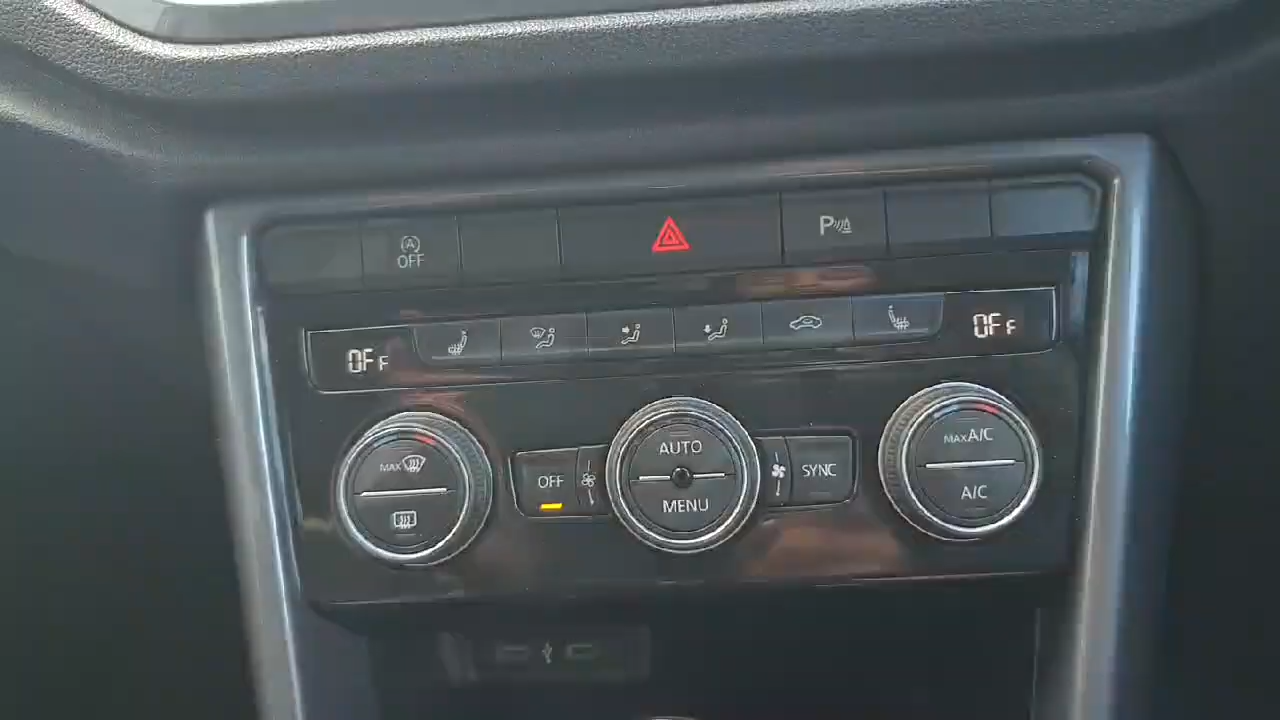 A
OFF
P
OFF
OFF
MAX
OFF
AUTO
MENU
SYNC
MAX A/C
A/C